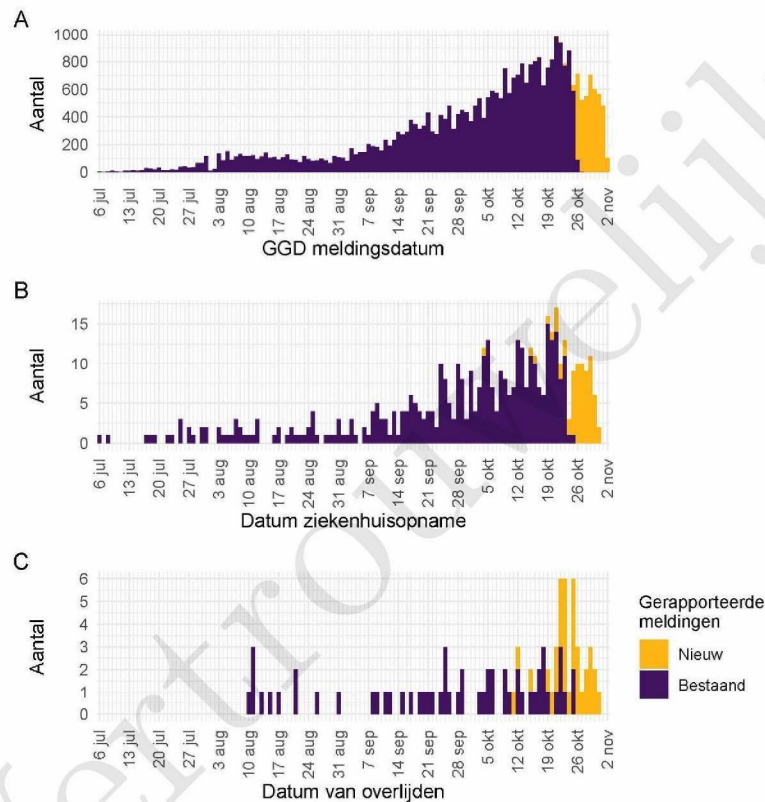 A
1000
800
600
400
200
0
Aantal
6 jul
13 jul
20 jul
27 jul
3 aug
10 aug
17 aug
24 aug
31 aug
7 sep
14 sep
21 sep
28 sep
5 okt
12 okt
19 okt
26 okt
2 nov
GGD meldingsdatum
B
15
10
5
0
Aantal
6 jul
13 jul
20 jul
27 jul
3 aug
10 aug
17 aug
24 aug
31 aug
7 sep
14 sep
21 sep
28 sep
5 okt
12 okt
19 okt
26 okt
2 nov
Datum ziekenhuisopname
C
6
5
4
3
2
1
0
Aantal
6 jul
13 jul
20 jul
27 jul
3 aug
10 aug
17 aug
24 aug
31 aug
7 sep
14 sep
21 sep
28 sep
5 okt
12 okt
19 okt
26 okt
2 nov
Datum van overlijden
Gerapporteerde
meldingen
Nieuw
Bestaand
fertrouwelijk